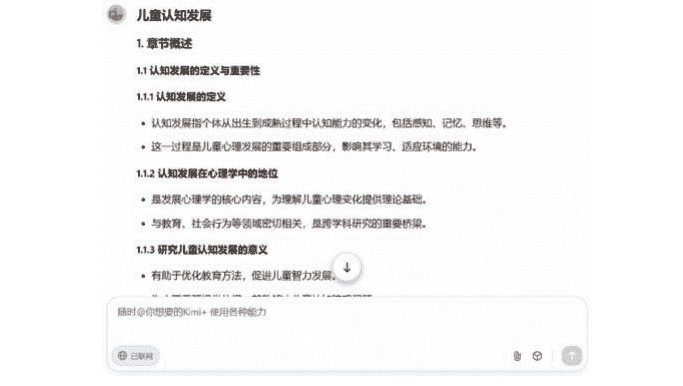 儿童认知发展
1. 章节概述
1.1 认知发展的定义与重要性
1.1.1 认知发展的定义
• 认知发展指个体从出生到成熟过程中认知能力的变化，包括感知、记忆、思维等。
• 这一过程是儿童心理发展的重要组成部分，影响其学习、适应环境的能力。
1.1.2 认知发展在心理学中的地位
• 是发展心理学的核心内容，为理解儿童心理变化提供理论基础。
• 与教育、社会行为等领域密切相关，是跨学科研究的重要桥梁。
1.1.3 研究儿童认知发展的意义
• 有助于优化教育方法，促进儿童智力发展。
随时@你想要的Kimi+ 使用各种能力
已联网